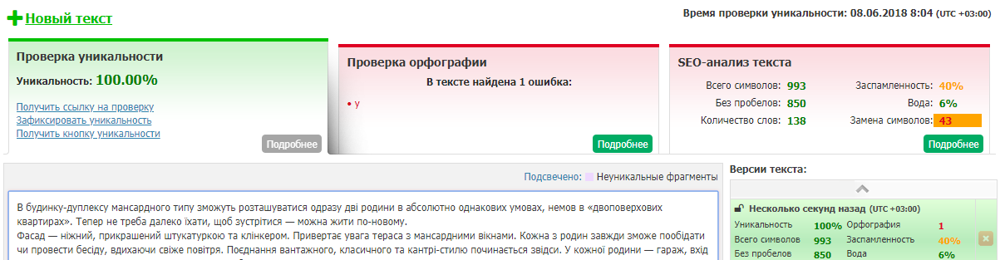 Новый текст
Время проверки уникальности: 08.06.2018 8:04 (UTC +03:00)
Проверка уникальности
Уникальность: 100.00%
Получить ссылку на проверку
Зафиксировать уникальность
Получить кнопку уникальности
Подробнее
Проверка орфографии
В тексте найдена 1 ошибка:
• у
Подробнее
SEO-анализ текста
Всего символов: 993 Заспамленность: 40%
Без пробелов: 850 Вода: 6%
Количество слов: 138 Замена символов: 43
Подробнее
Подсвечено: Неуникальные фрагменты
В будинку-дуплексу мансардного типу зможуть розташуватися одразу дві родини в абсолютно однакових умовах, немов в «двоповерхових
квартирах». Тепер не треба далеко їхати, щоб зустрітися — можна жити по-новому.
Фасад — ніжний, прикрашений штукатуркою та клінкером. Привертає увага тераса з мансардними вікнами. Кожна з родин завжди зможе пообідати
чи провести бесіду, вдихаючи свіже повітря. Поєднання вантажного, класичного та кантрі-стилю починається звідси. У кожної родини — гараж, вхід
Версии текста:
Несколько секунд назад (UTC +03:00)
Уникальность 100% Орфография 1
Всего символов 993 Заспамленность 40%
Без пробелов 850 Вода 6%